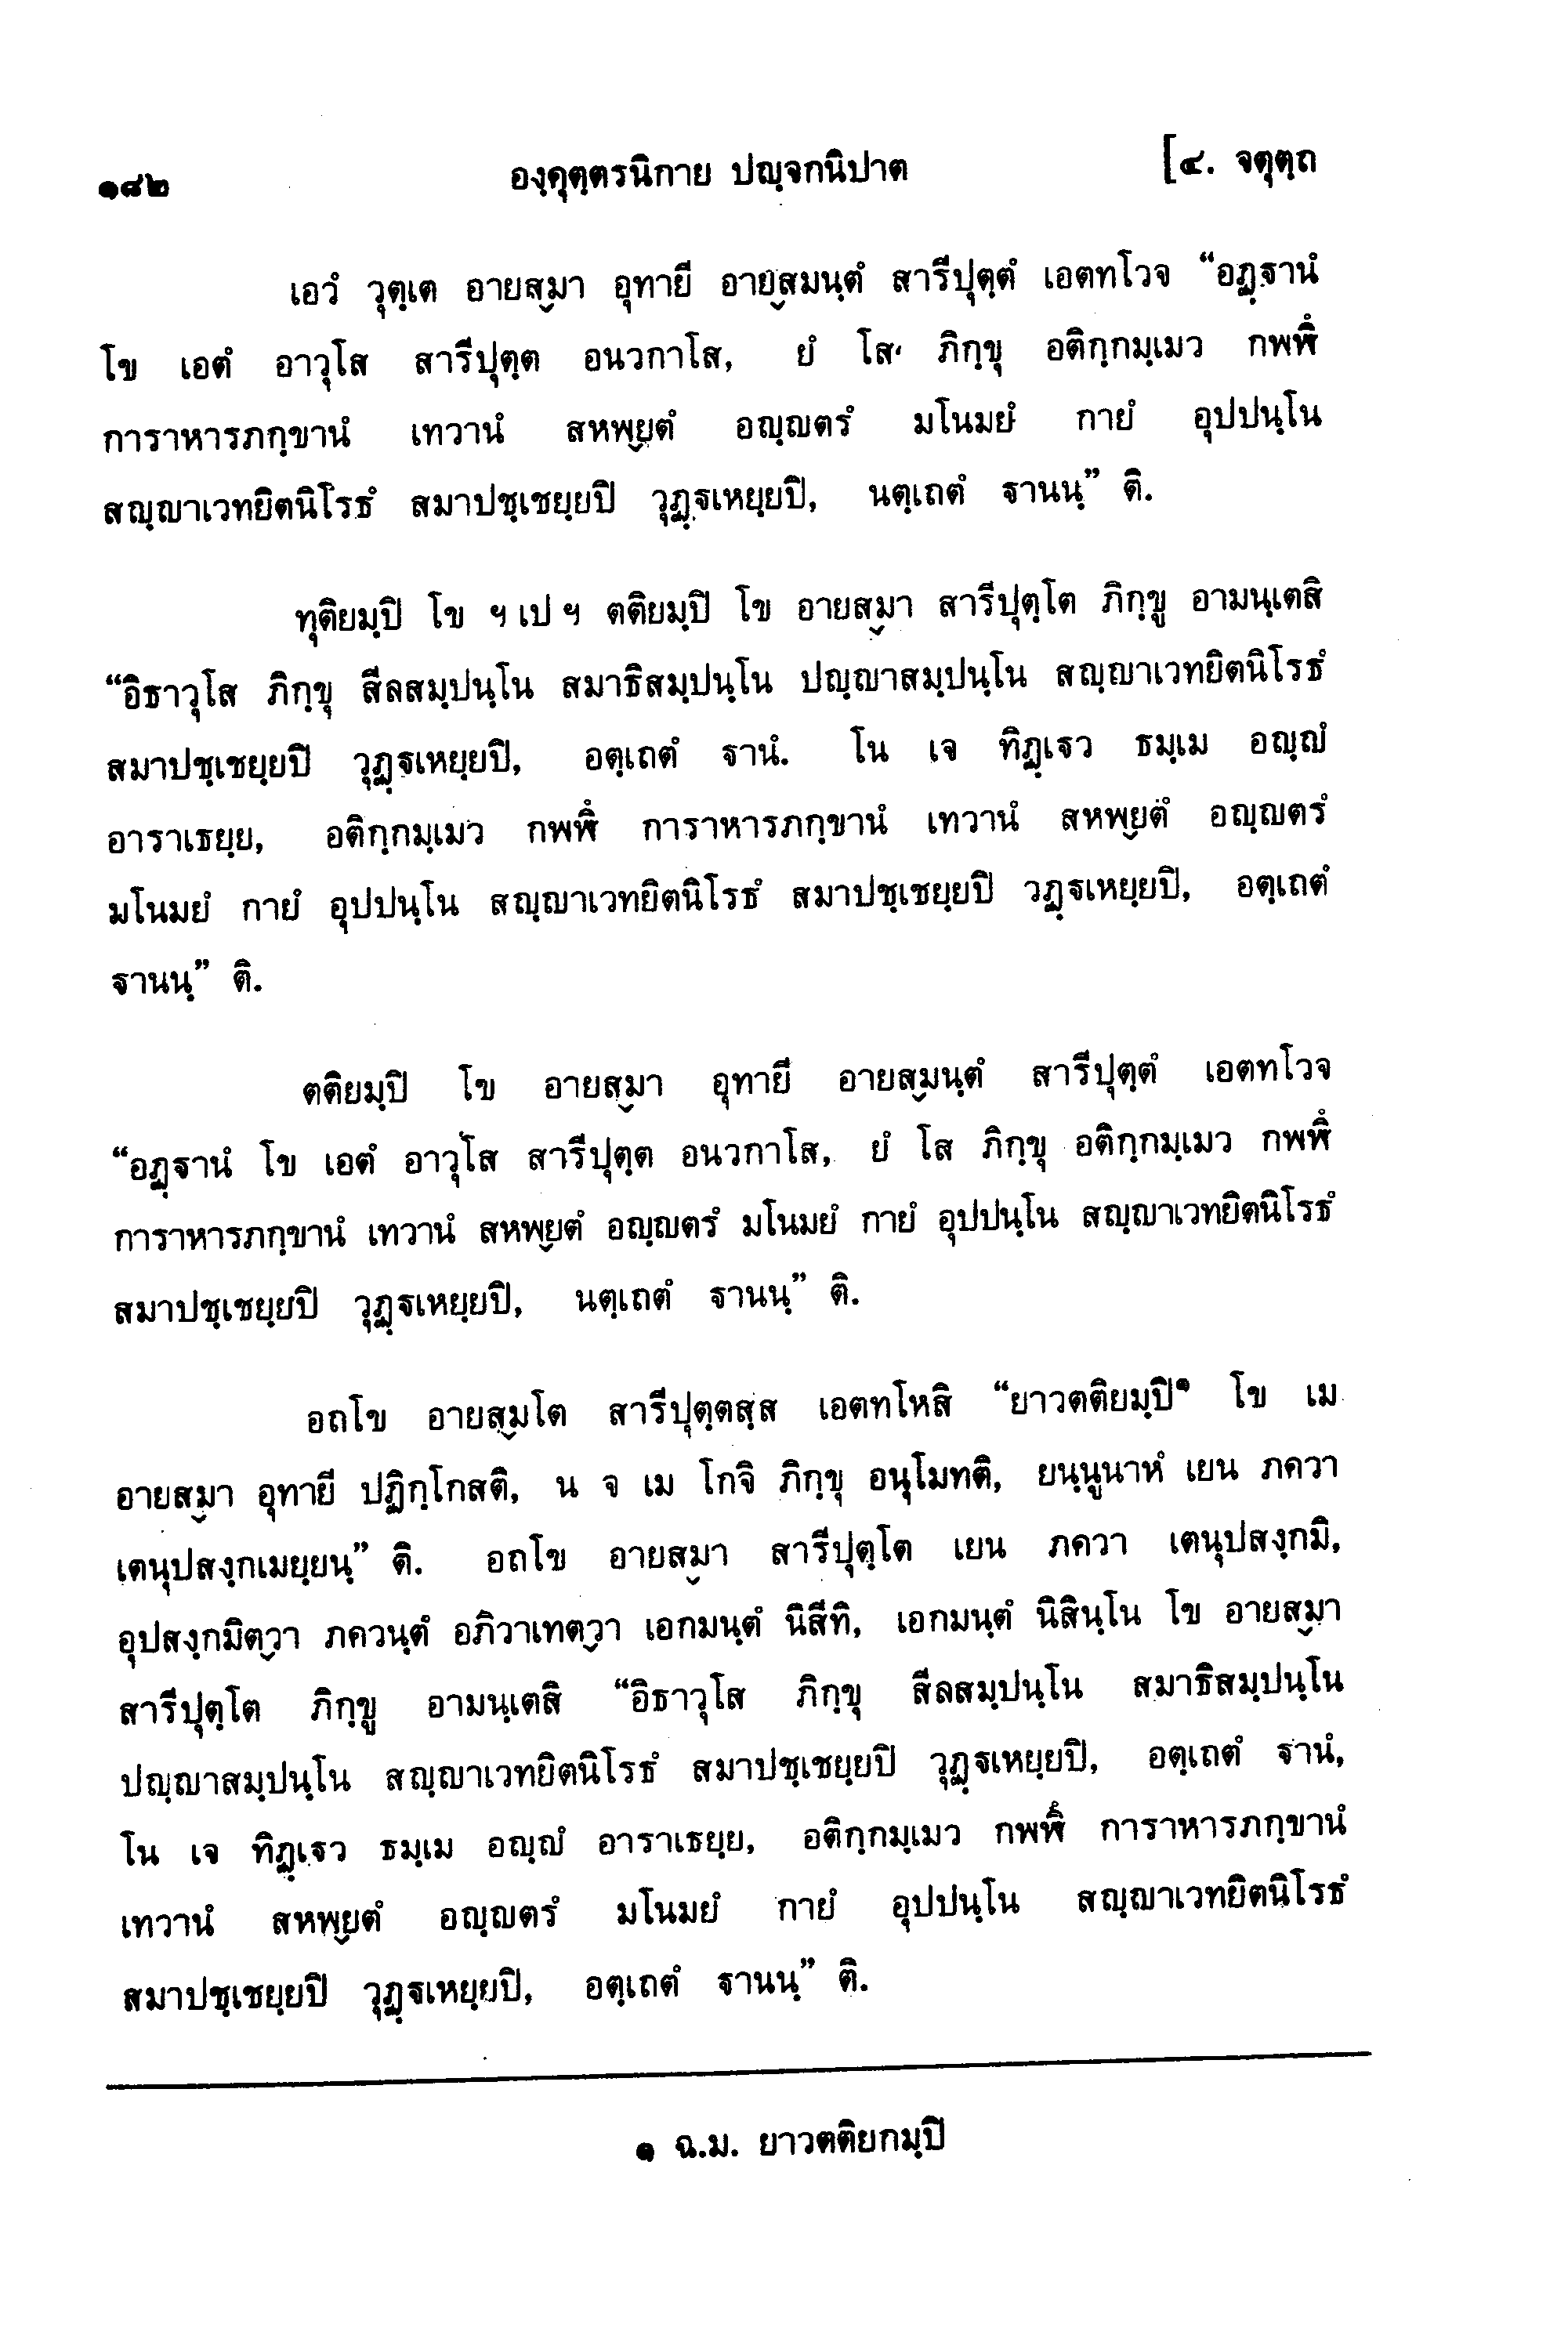 ๑๘๒ องฺคุตฺตรนิกาย ปญฺจกนิปาต [๔. จตุตฺถ
เอวํ วุตฺเต อายสฺมา อุทายี อายสฺมนฺตํ สารีปุตฺตํ เอตทโวจ “อฏฺฐานํ
โข เอตํ อาวุโส สารีปุตฺต อนวกาโส, ยํ โส ภิกฺขุ อติกฺกมฺเมว กพฬึ
การาหารภกฺขานํ เทวานํ สหพฺยตํ อญฺญตรํ มโนมยํ กายํ อุปปนฺโน
สญฺญาเวทยิตนิโรธํ สมาปชฺเชยฺยปิ วุฏฺฐเหยฺยปิ, นตฺเถตํ ฐานนฺ” ติ.
ทุติยมฺปิ โข ฯ เป ฯ ตติยมฺปิ โข อายสฺมา สารีปุตฺโต ภิกฺขู อามนฺเตสิ
“อิธาวุโส ภิกฺขุ สีลสมฺปนฺโน สมาธิสมฺปนฺโน ปญฺญาสมฺปนฺโน สญฺญาเวทยิตนิโรธํ
สมาปชฺเชยฺยปิ วุฏฺฐเหยฺยปิ, อตฺเถตํ ฐานํ. โน เจ ทิฏฺเฐว ธมฺเม อญฺญํ
อาราเธยฺย, อติกฺกมฺเมว กพฬึ การาหารภกฺขานํ เทวานํ สหพฺยตํ อญฺญตรํ
มโนมยํ กายํ อุปปนฺโน สญฺญาเวทยิตนิโรธํ สมาปชฺเชยฺยปิ วฏฺฐเหยฺยปิ, อตฺเถตํ
ฐานนฺ” ติ.
ตติยมฺปิ โข อายสฺมา อุทายี อายสฺมนฺตํ สารีปุตฺตํ เอตทโวจ
“อฏฺฐานํ โข เอตํ อาวุโส สารีปุตฺต อนวกาโส, ยํ โส ภิกฺขุ อติกฺกมฺเมว กพฬึ
การาหารภกฺขานํ เทวานํ สหพฺยตํ อญฺญตรํ มโนมยํ กายํ อุปปนฺโน สญฺญาเวทยิตนิโรธํ
สมาปชฺเชยฺยปิ วุฏฺฐเหยฺยปิ, นตฺเถตํ ฐานนฺ” ติ.
อถโข อายสฺมโต สารีปุตฺตสฺส เอตทโหสิ “ยาวตติยมฺปิ๑ โข เม
อายสฺมา อุทายี ปฏิกฺโกสติ, น จ เม โกจิ ภิกฺขุ อนุโมทติ, ยนฺนูนาหํ เยน ภควา
เตนุปสงฺกเมยฺยนฺ” ติ. อถโข อายสฺมา สารีปุตฺโต เยน ภควา เตนุปสงฺกมิ,
อุปสงฺกมิตฺวา ภควนฺตํ อภิวาเทตฺวา เอกมนฺตํ นิสีทิ, เอกมนฺตํ นิสินฺโน โข อายสฺมา
สารีปุตฺโต ภิกฺขู อามนฺเตสิ “อิธาวุโส ภิกฺขุ สีลสมฺปนฺโน สมาธิสมฺปนฺโน
ปญฺญาสมฺปนฺโน สญฺญาเวทยิตนิโรธํ สมาปชฺเชยฺยปิ วุฏฺฐเหยฺยปิ, อตฺเถตํ ฐานํ,
โน เจ ทิฏฺเฐว ธมฺเม อญฺญํ อาราเธยฺย, อติกฺกมฺเมว กพฬึ การาหารภกฺขานํ
เทวานํ สหพฺยตํ อญฺญตรํ มโนมยํ กายํ อุปปนฺโน สญฺญาเวทยิตนิโรธํ
สมาปชฺเชยฺยปิ วุฏฺฐเหยฺยปิ, อตฺเถตํ ฐานนฺ” ติ.
๑ ฉ.ม. ยาวตติยกมฺปิ